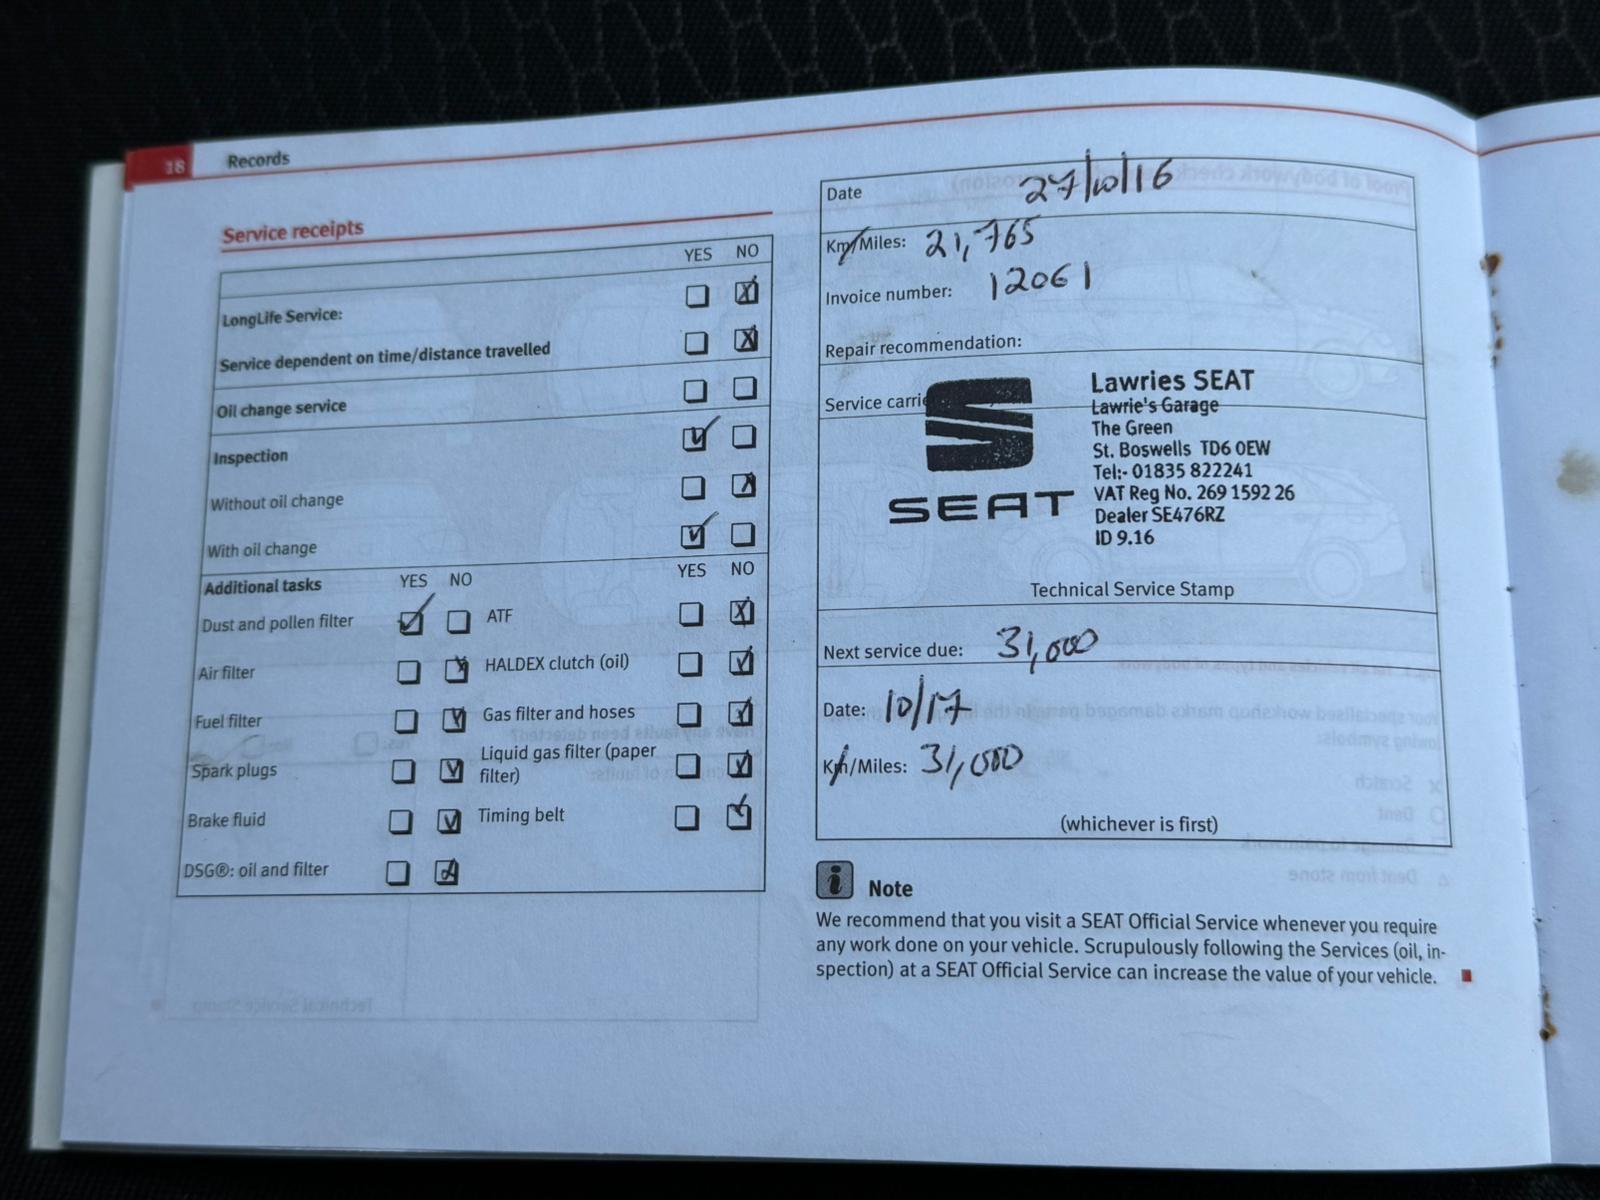 18 Records
Service receipts
YES NO
LongLife Service:
Service dependent on time/distance travelled
Oil change service
Inspection
Without oil change
With oil change
Additional tasks YES NO YES NO
Dust and pollen filter ATF
Air filter HALDEX clutch (oil)
Fuel filter Gas filter and hoses
Spark plugs Liquid gas filter (paper
filter)
Brake fluid Timing belt
DSG®: oil and filter
Date 27/10/16
Km/Miles: 21,765
Invoice number: 12061
Repair recommendation:
Service carrie
SEAT
Lawries SEAT
Lawrie's Garage
The Green
St. Boswells TD6 0EW
Tel:- 01835 822241
VAT Reg No. 269 1592 26
Dealer SE476RZ
ID 9.16
Technical Service Stamp
Next service due: 31,000
Date: 10/17
Km/Miles: 31,000
(whichever is first)
i Note
We recommend that you visit a SEAT Official Service whenever you require
any work done on your vehicle. Scrupulously following the Services (oil, in-
spection) at a SEAT Official Service can increase the value of your vehicle.